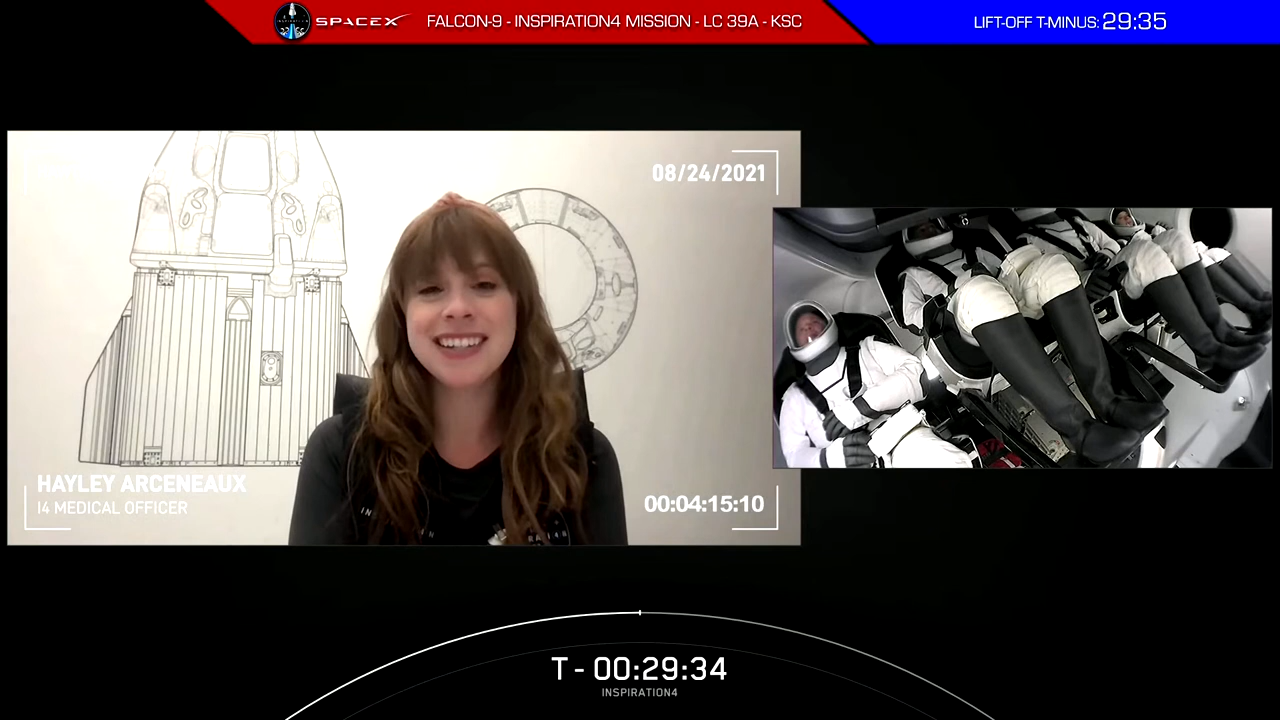 SPACEX
FALCON-9 - INSPIRATION4 MISSION - LC 39A - KSC
LIFT-OFF T-MINUS: 29:35
08/24/2021
HAYLEY ARCENEAUX
I4 MEDICAL OFFICER
00:04:15:10
T- 00:29:34
INSPIRATION4